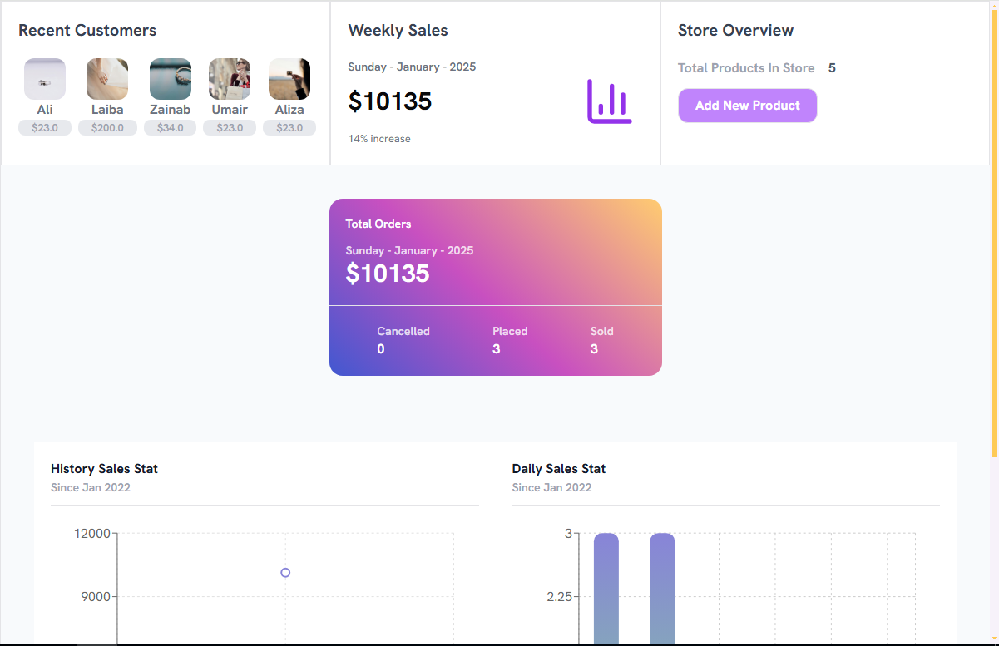 Recent Customers
Ali
Laiba
Zainab
Umair
Aliza
$23.0
$200.0
$34.0
$23.0
$23.0
Weekly Sales
Sunday - January - 2025
$10135
14% increase
Store Overview
Total Products In Store 5
Add New Product
Total Orders
Sunday - January - 2025
$10135
Cancelled
Placed
Sold
0
3
3
History Sales Stat
Since Jan 2022
12000
9000
Daily Sales Stat
Since Jan 2022
3
2.25